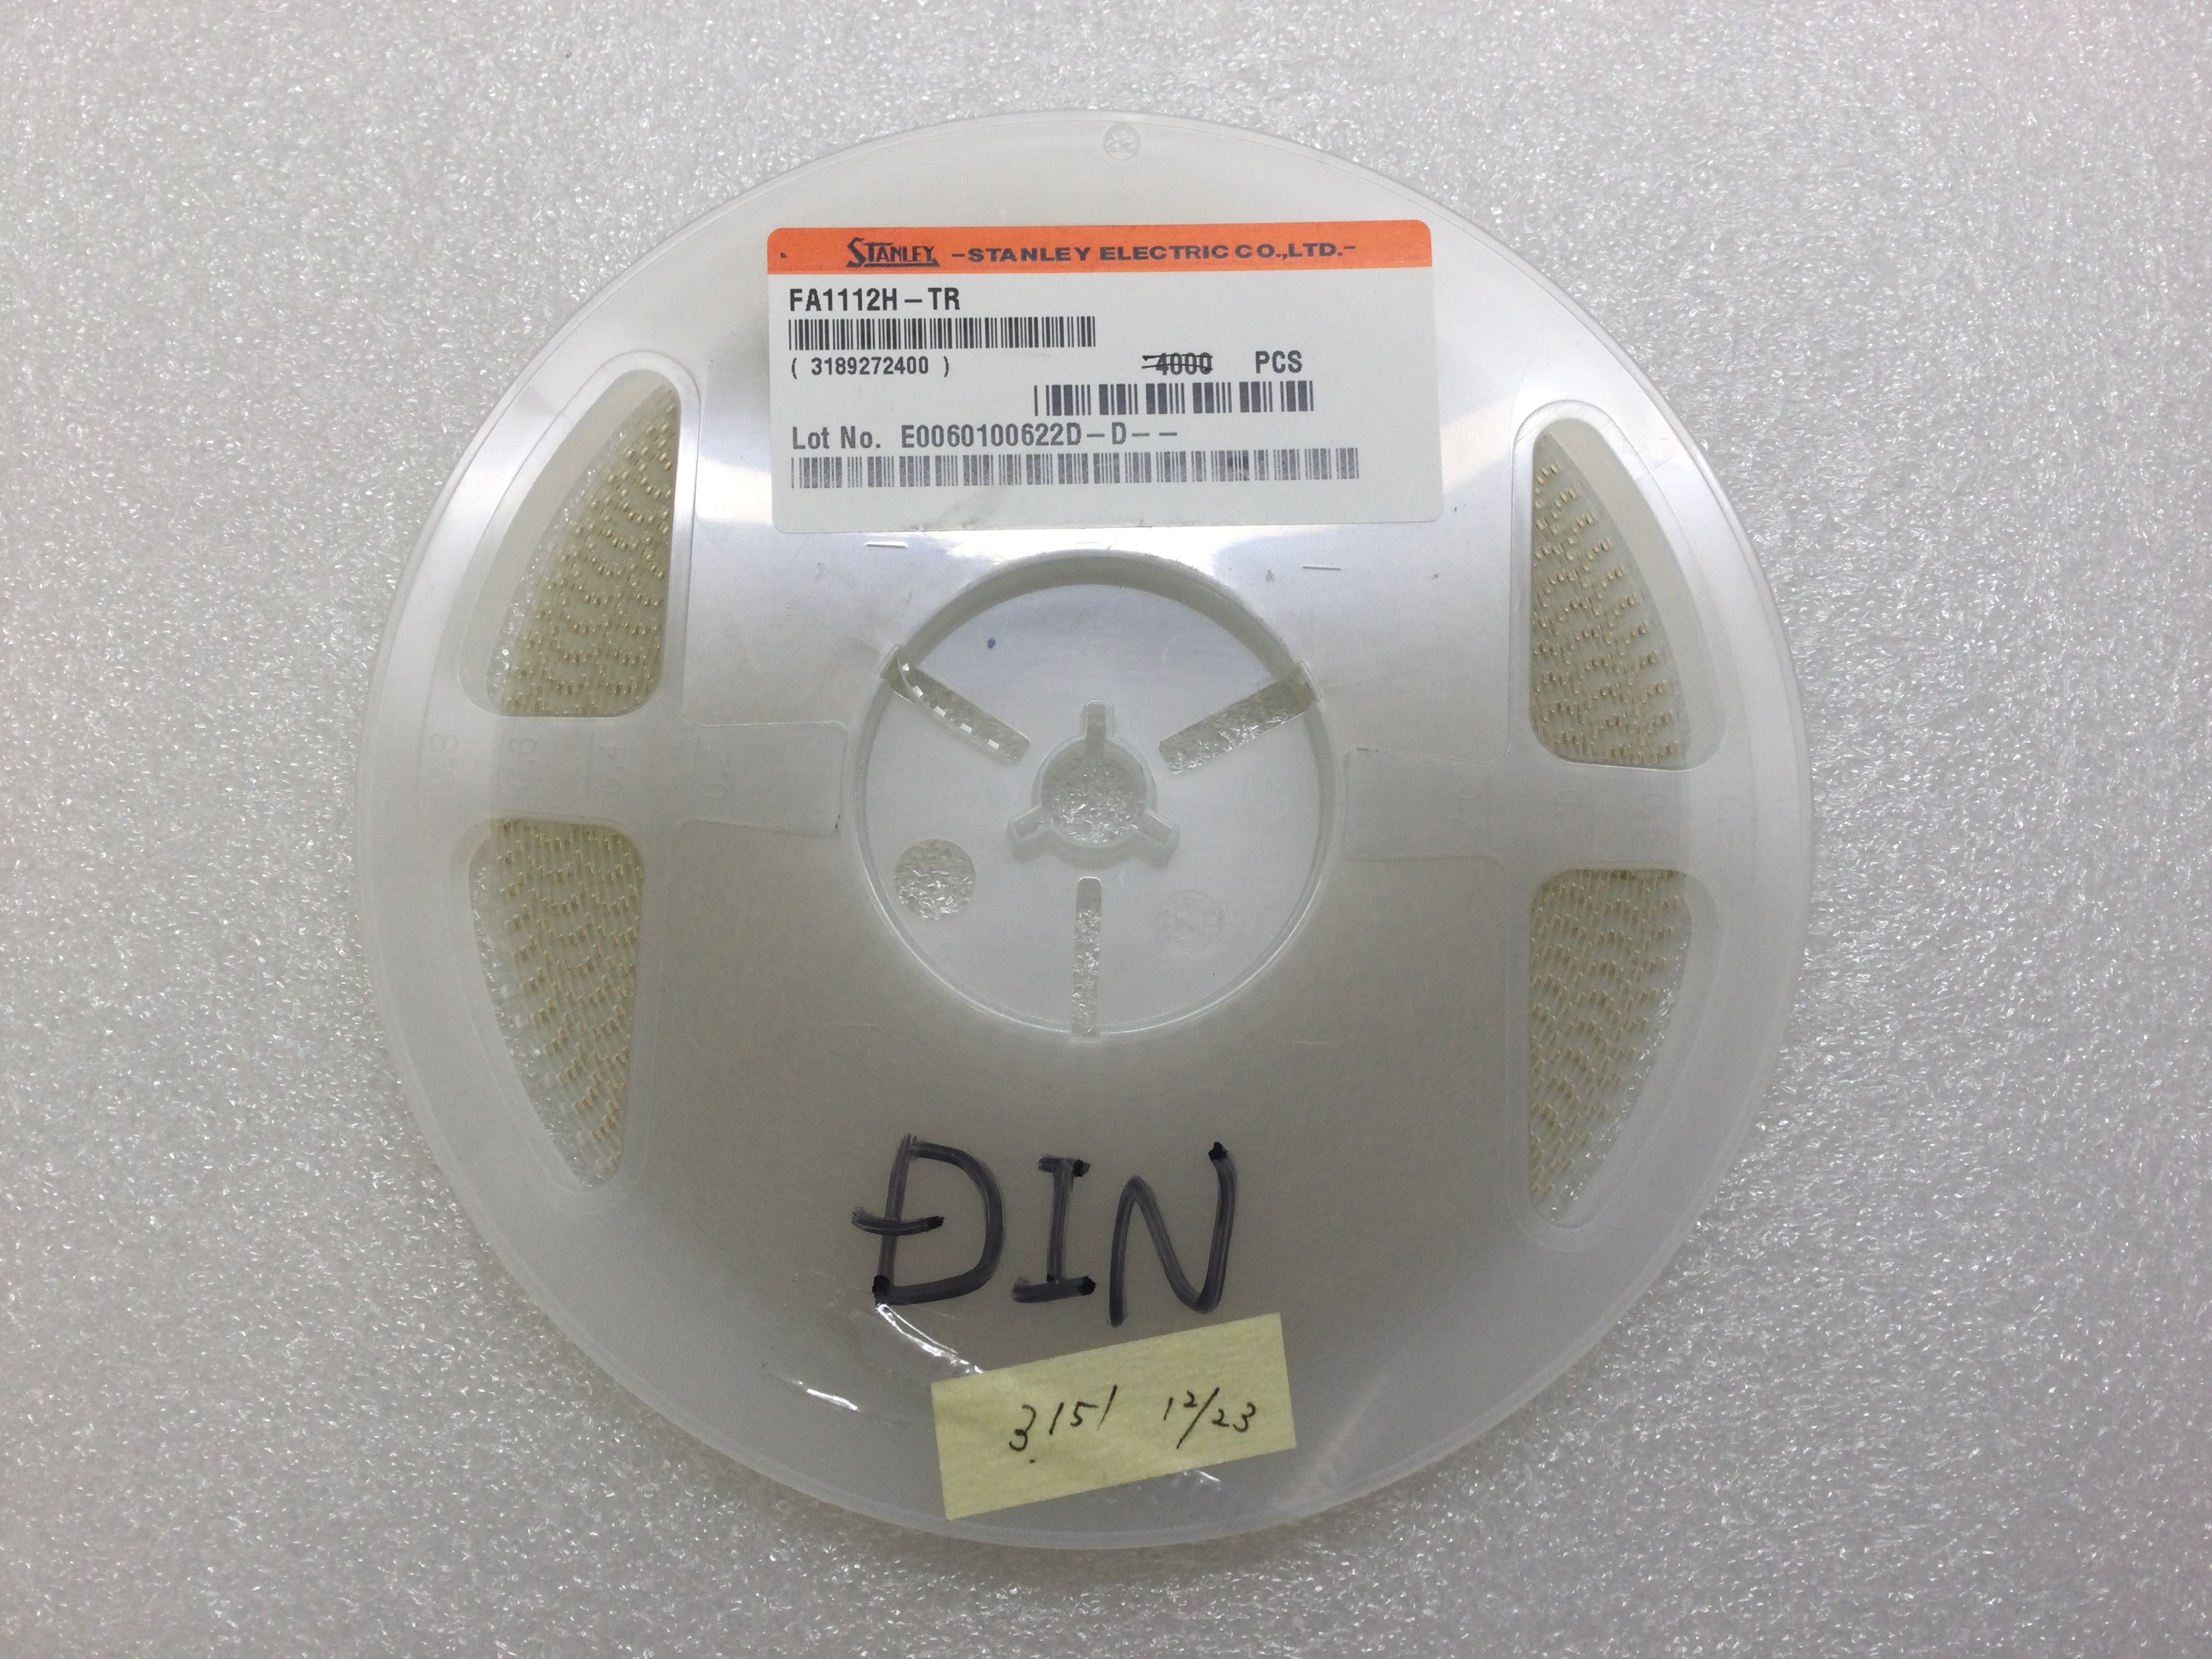 STANLEY -STANLEY ELECTRIC CO.,LTD.-
FA1112H-TR
( 3189272400 ) 4000 PCS
Lot No. E0060100622D-D--
ĐIN
3151 12/23